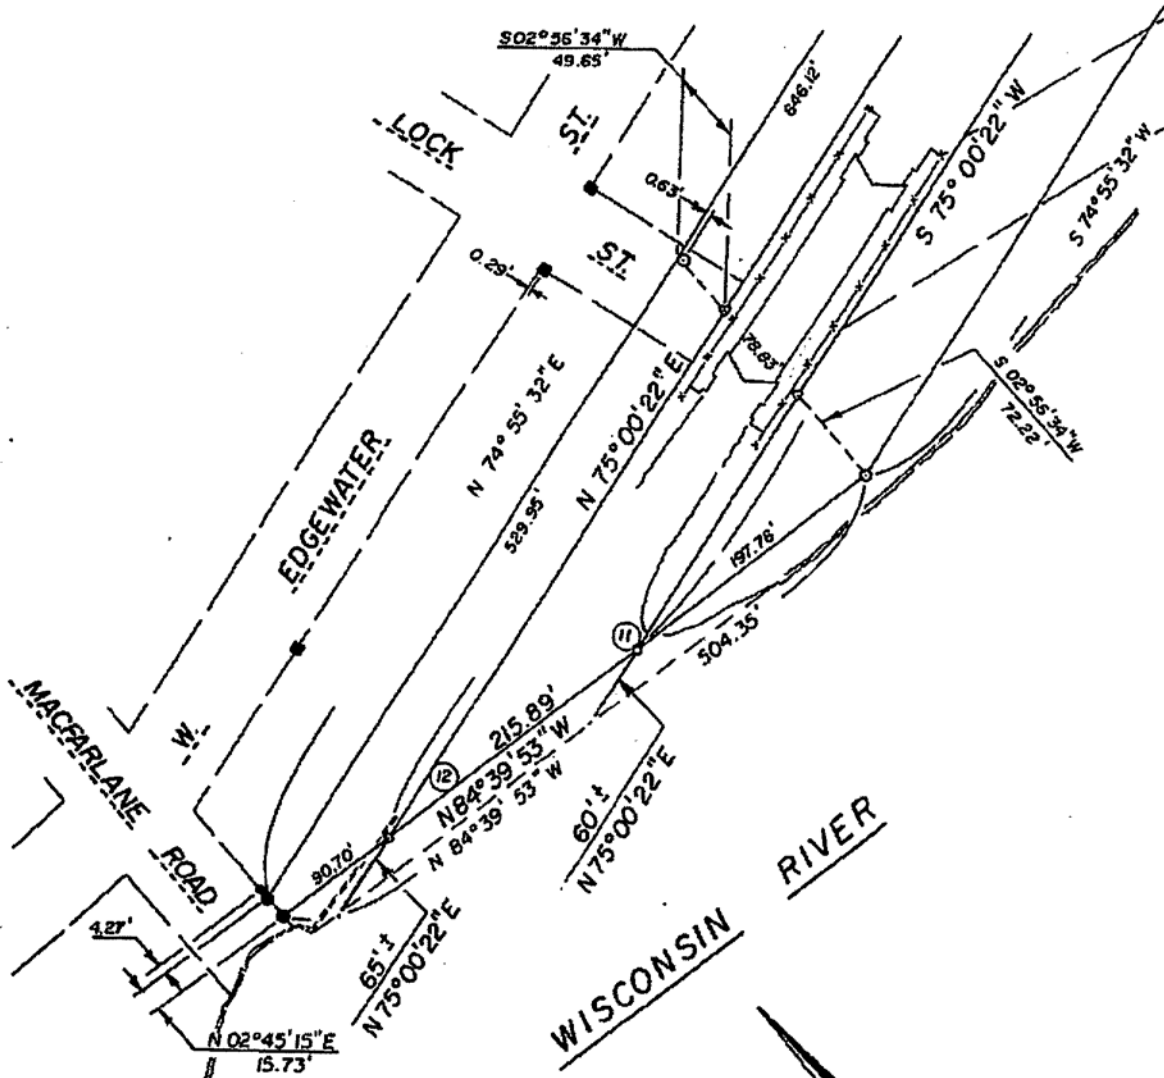 S02°56'34"W
49.65'
646.12'
LOCK
ST.
0.63'
S 75° 00'22" W
S 74°55'32" W
0.29'
ST.
78.83'
N 74° 55' 32" E
N 75°00'22" E
S 02°56'34"W
72.22'
EDGEWATER
529.95'
197.76'
11
504.35'
MACFARLANE
ROAD
W.
215.89'
12
N84°39'53"W
N 84°39' 53" W
60'±
N75°00'22"E
90.70'
RIVER
4.27'
65'±
N75°00'22"E
WISCONSIN
N 02°45'15"E
15.73'